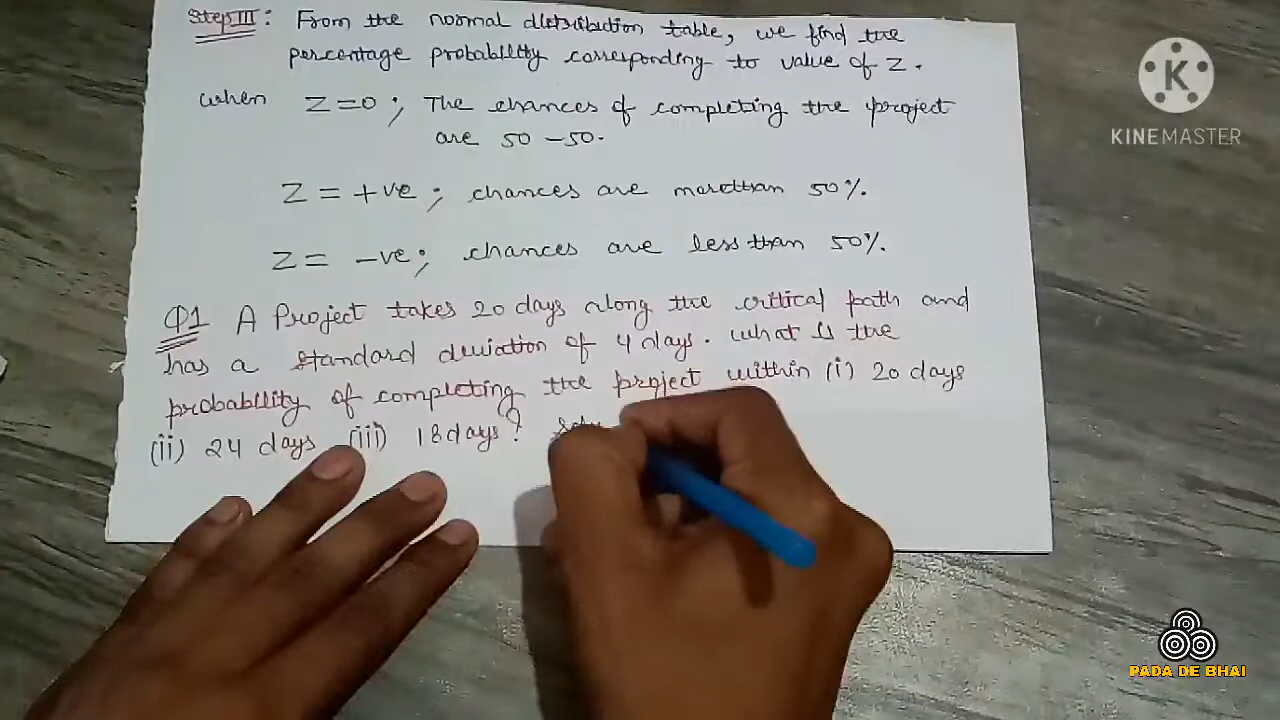 Step III : From the normal distribution table, we find the
percentage probability corresponding to value of Z.
when Z = 0 ; The chances of completing the project
are 50 - 50.
Z = +ve ; chances are morethan 50%.
Z = -ve ; chances are less than 50%.
Q1 A Project takes 20 days along the critical path and
has a standard deviation of 4 days. what is the
probability of completing the project within (i) 20 days
(ii) 24 days (iii) 18 days?
K
KINEMASTER
PADA DE BHAI